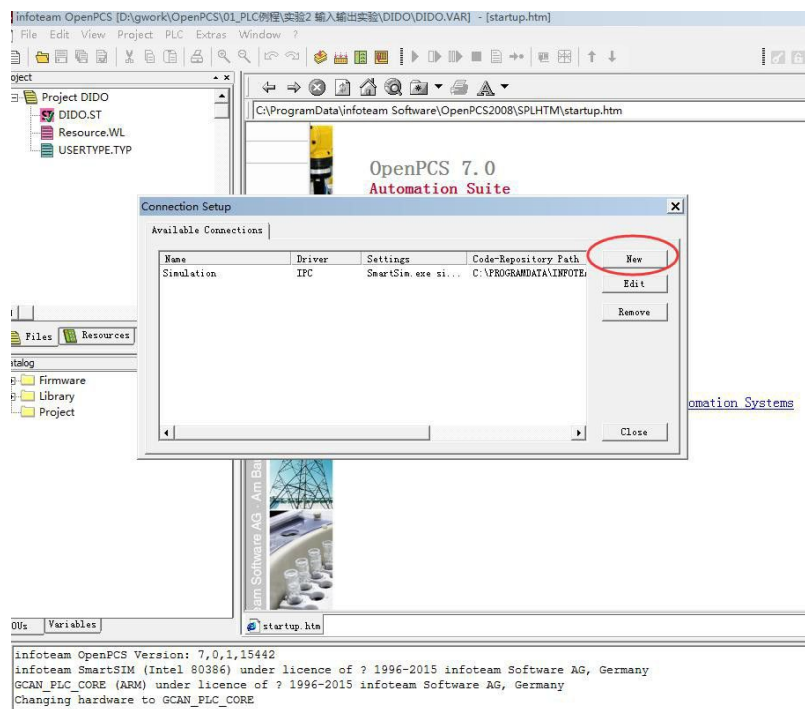 infoteam OpenPCS [D:\gwork\OpenPCS\01_PLC例程\实验2 输入输出实验\DIDO\DIDO.VAR] - [startup.htm]
File Edit View Project PLC Extras Window ?
oject
Project DIDO
DIDO.ST
Resource.WL
USERTYPE.TYP
C:\ProgramData\infoteam Software\OpenPCS2008\SPLHTM\startup.htm
OpenPCS 7.0
Automation Suite
Connection Setup
Available Connections
Name Driver Settings Code-Repository Path
Simulation IPC SmartSim.exe si... C:\PROGRAMDATA\INFOTE
New
Edit
Remove
Close
Files Resources
atalog
Firmware
Library
Project
omation Systems
am Software AG - Am Ba
OUs Variables
startup.htm
infoteam OpenPCS Version: 7,0,1,15442
infoteam SmartSIM (Intel 80386) under licence of ? 1996-2015 infoteam Software AG, Germany
GCAN_PLC_CORE (ARM) under licence of ? 1996-2015 infoteam Software AG, Germany
Changing hardware to GCAN_PLC_CORE